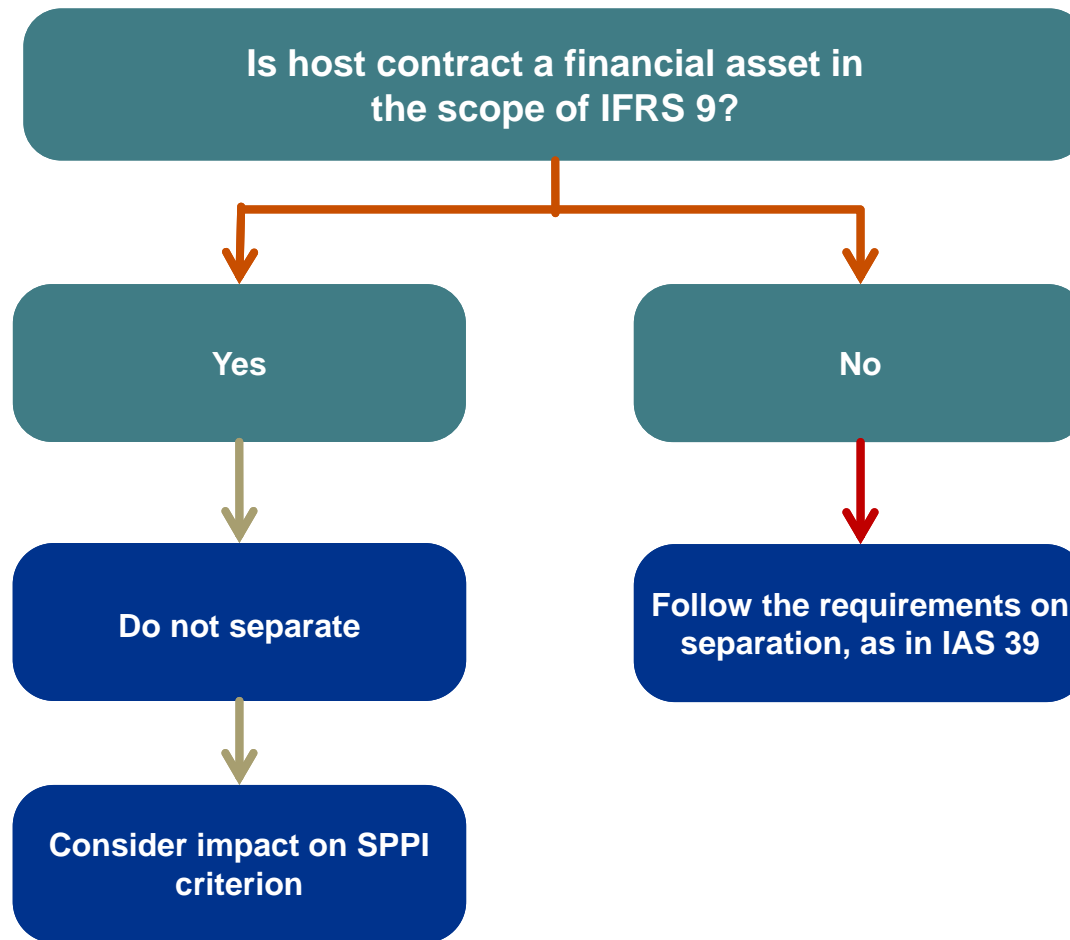 Is host contract a financial asset in
the scope of IFRS 9?
Yes
No
Do not separate
Follow the requirements on
separation, as in IAS 39
Consider impact on SPPI
criterion